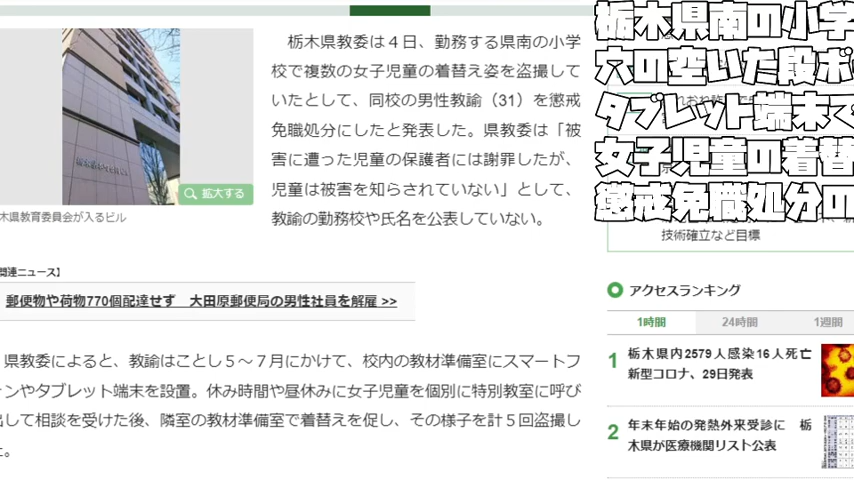 栃木県南の小学
穴の空いた段ボ
タブレット端末で
女子児童の着替
懲戒免職処分の
栃木県教委は４日、勤務する県南の小学
校で複数の女子児童の着替え姿を盗撮して
いたとして、同校の男性教諭（31）を懲戒
免職処分にしたと発表した。県教委は「被
害に遭った児童の保護者には謝罪したが、
児童は被害を知らされていない」として、
教諭の勤務校や氏名を公表していない。
拡大する
木県教育委員会が入るビル
関連ニュース】
郵便物や荷物770個配達せず　大田原郵便局の男性社員を解雇 >>
県教委によると、教諭はことし５～７月にかけて、校内の教材準備室にスマートフ
ォンやタブレット端末を設置。休み時間や昼休みに女子児童を個別に特別教室に呼び
出して相談を受けた後、隣室の教材準備室で着替えを促し、その様子を計５回盗撮し
た。
技術確立など目標
アクセスランキング
1時間
24時間
1週間
1
栃木県内2579人感染16人死亡
新型コロナ、29日発表
2
年末年始の発熱外来受診に　栃
木県が医療機関リスト公表